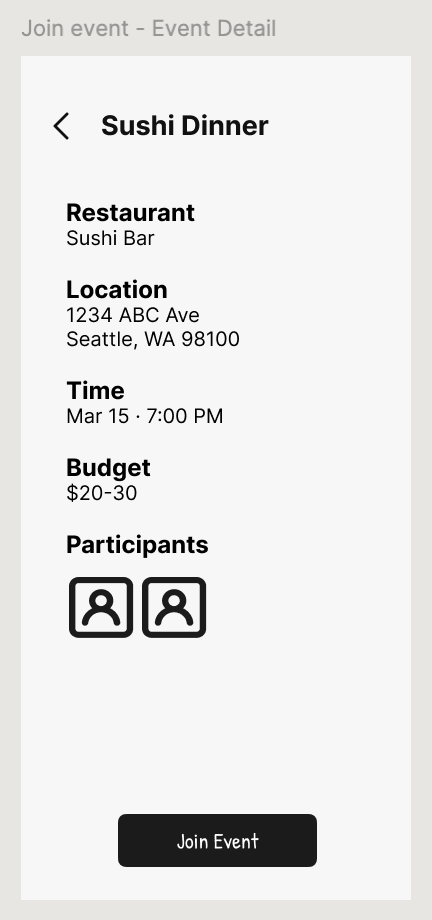 Join event - Event Detail
Sushi Dinner
Restaurant
Sushi Bar
Location
1234 ABC Ave
Seattle, WA 98100
Time
Mar 15 · 7:00 PM
Budget
$20-30
Participants
Join Event